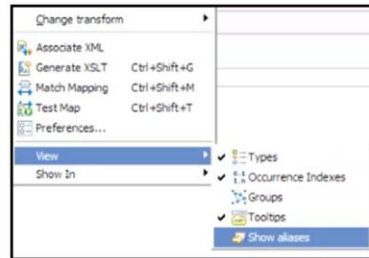 Change transform
Associate XML
Generate XSLT Ctrl+Shift+G
Match Mapping Ctrl+Shift+M
Test Map Ctrl+Shift+T
Preferences...
View
Show In
Types
Occurrence Indexes
Groups
Tooltips
Show aliases